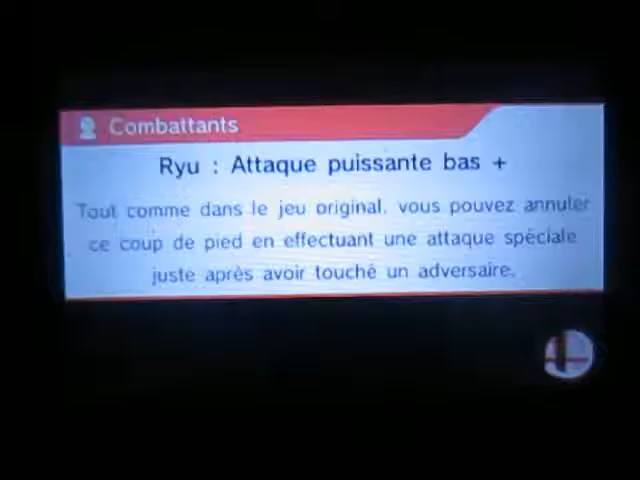 Combattants
Ryu : Attaque puissante bas +
Tout comme dans le jeu original, vous pouvez annuler
ce coup de pied en effectuant une attaque spéciale
juste après avoir touché un adversaire.